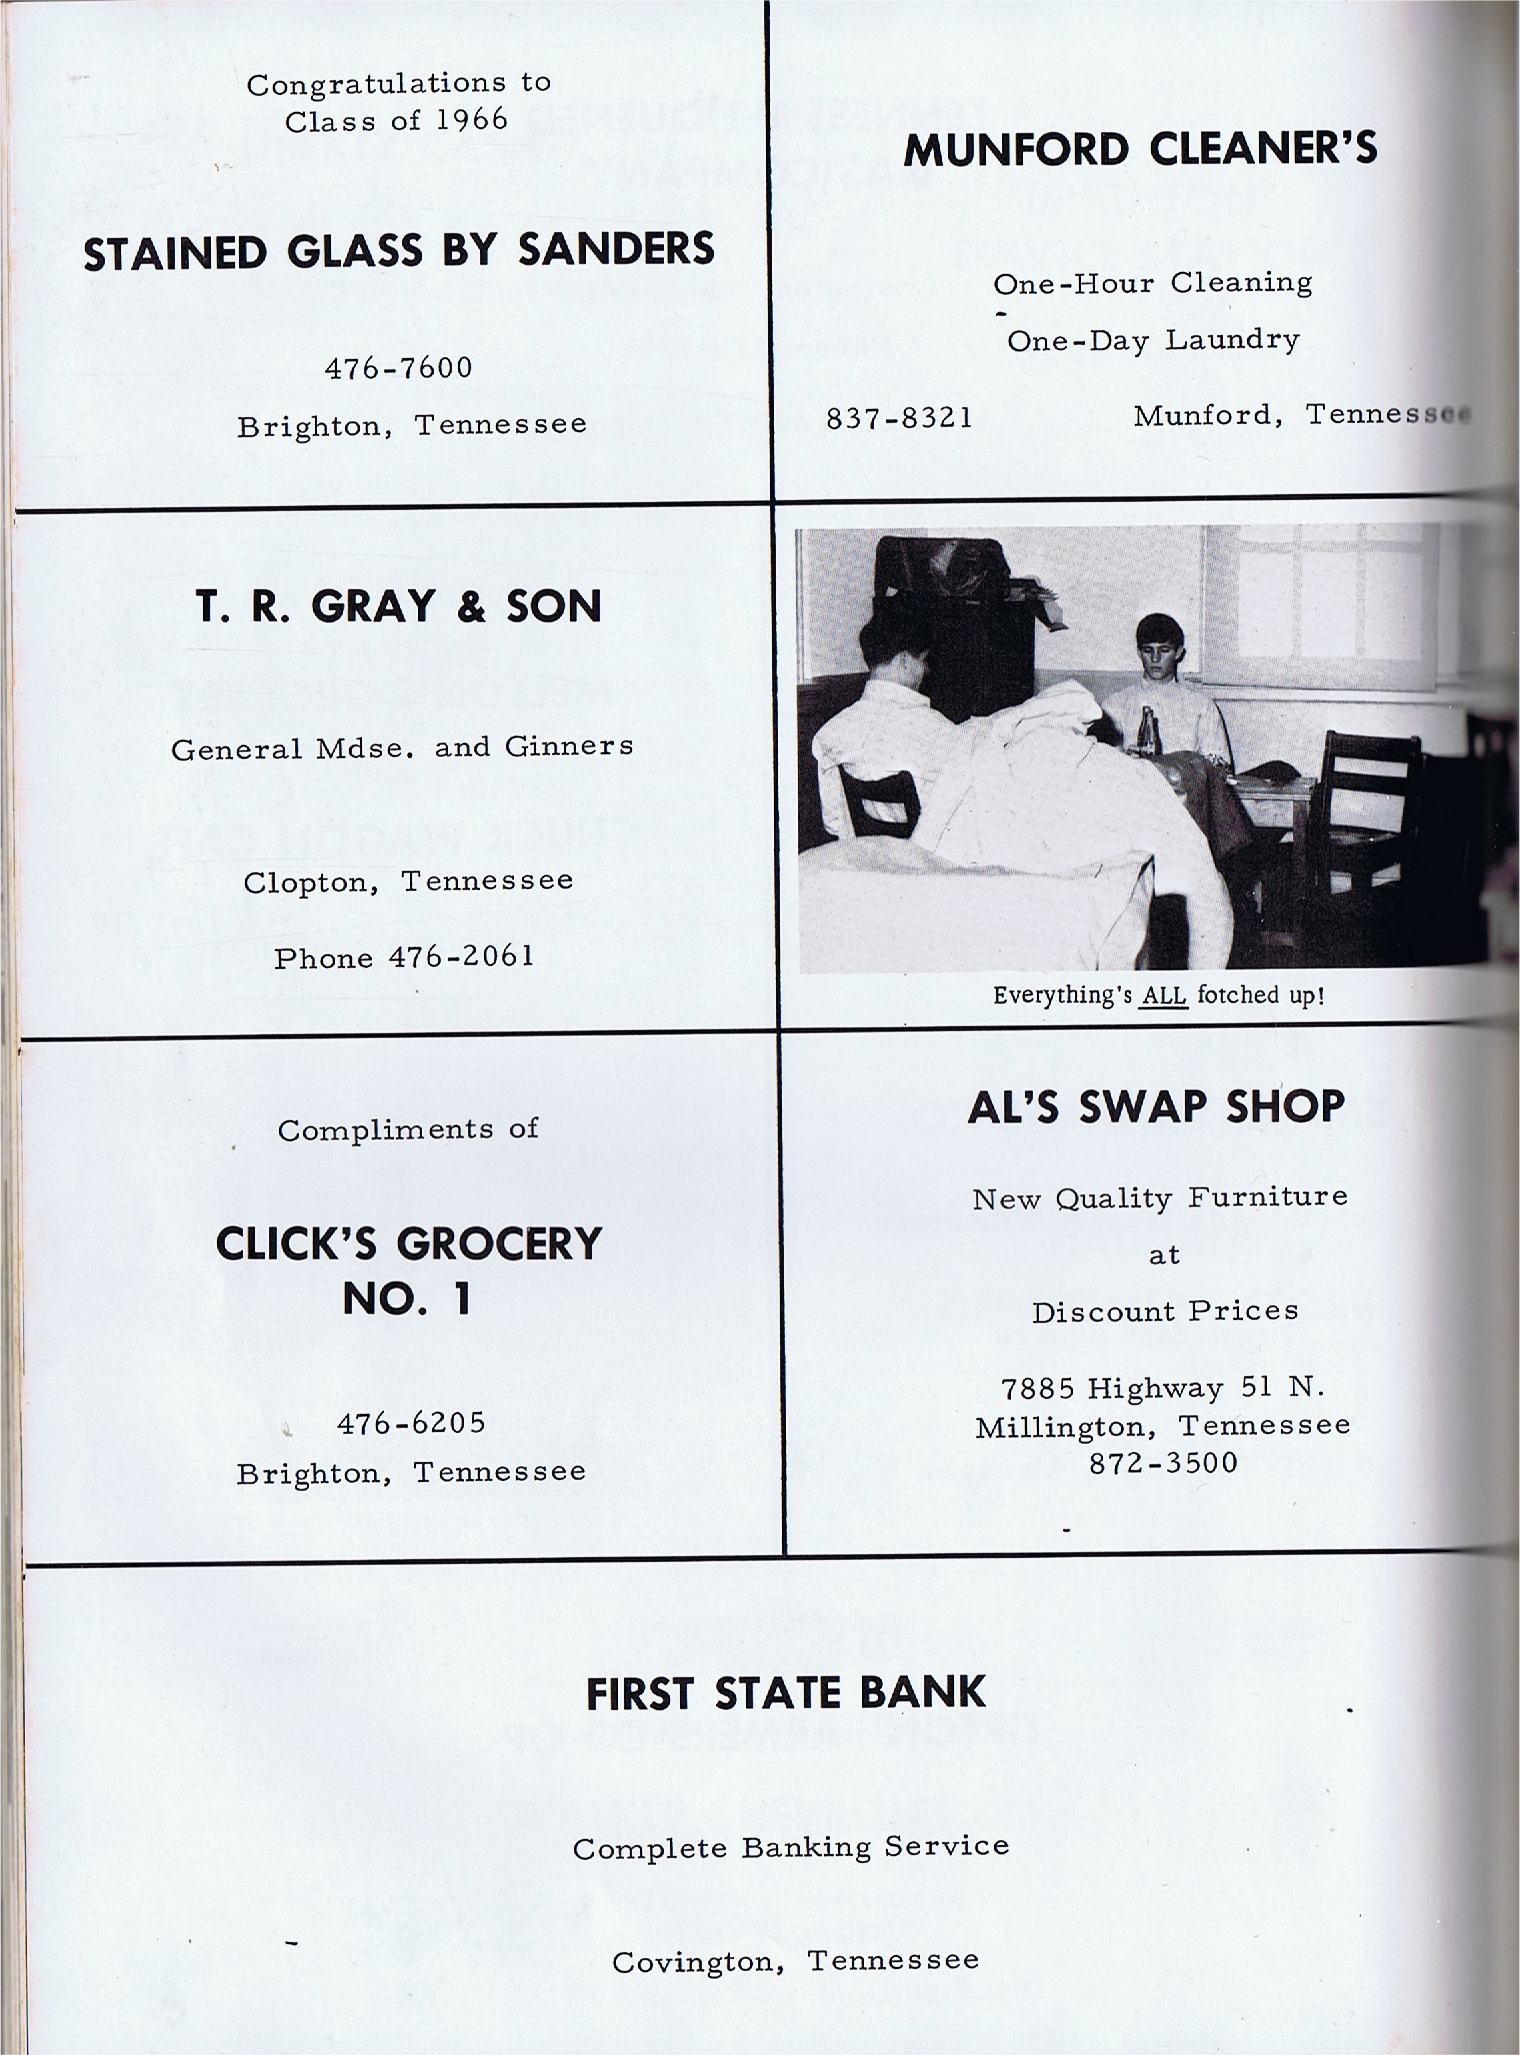 Congratulations to
Class of 1966
STAINED GLASS BY SANDERS
476-7600
Brighton, Tennessee
MUNFORD CLEANER'S
One-Hour Cleaning
One-Day Laundry
837-8321 Munford, Tennessee
T. R. GRAY & SON
General Mdse. and Ginners
Clopton, Tennessee
Phone 476-2061
Everything's ALL fotched up!
Compliments of
CLICK'S GROCERY
NO. 1
476-6205
Brighton, Tennessee
AL'S SWAP SHOP
New Quality Furniture
at
Discount Prices
7885 Highway 51 N.
Millington, Tennessee
872-3500
FIRST STATE BANK
Complete Banking Service
Covington, Tennessee